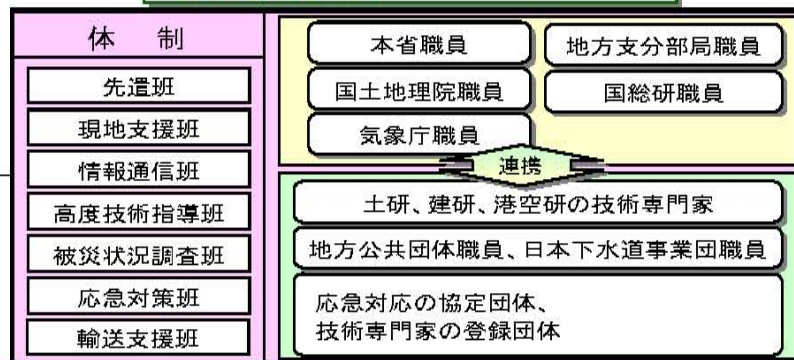 体 制
先遣班
現地支援班
情報通信班
高度技術指導班
被災状況調査班
応急対策班
輸送支援班
本省職員
地方支分部局職員
国土地理院職員
国総研職員
気象庁職員
連携
土研、建研、港空研の技術専門家
地方公共団体職員、日本下水道事業団職員
応急対応の協定団体、
技術専門家の登録団体